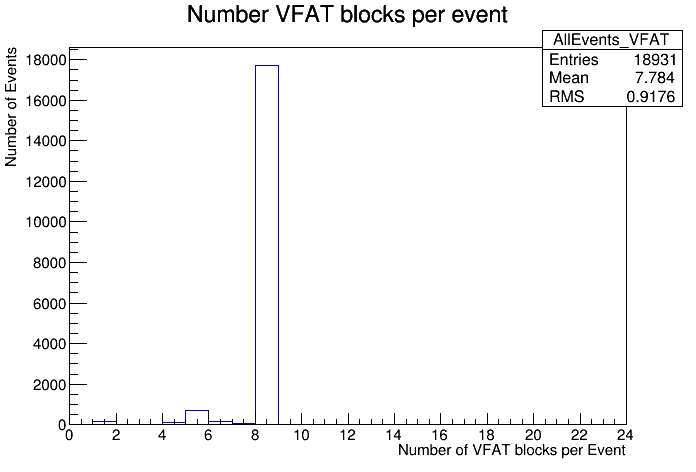 Number VFAT blocks per event
AllEvents_VFAT
Entries 18931
Mean 7.784
RMS 0.9176
Number of Events
18000
16000
14000
12000
10000
8000
6000
4000
2000
0
0 2 4 6 8 10 12 14 16 18 20 22 24
Number of VFAT blocks per Event